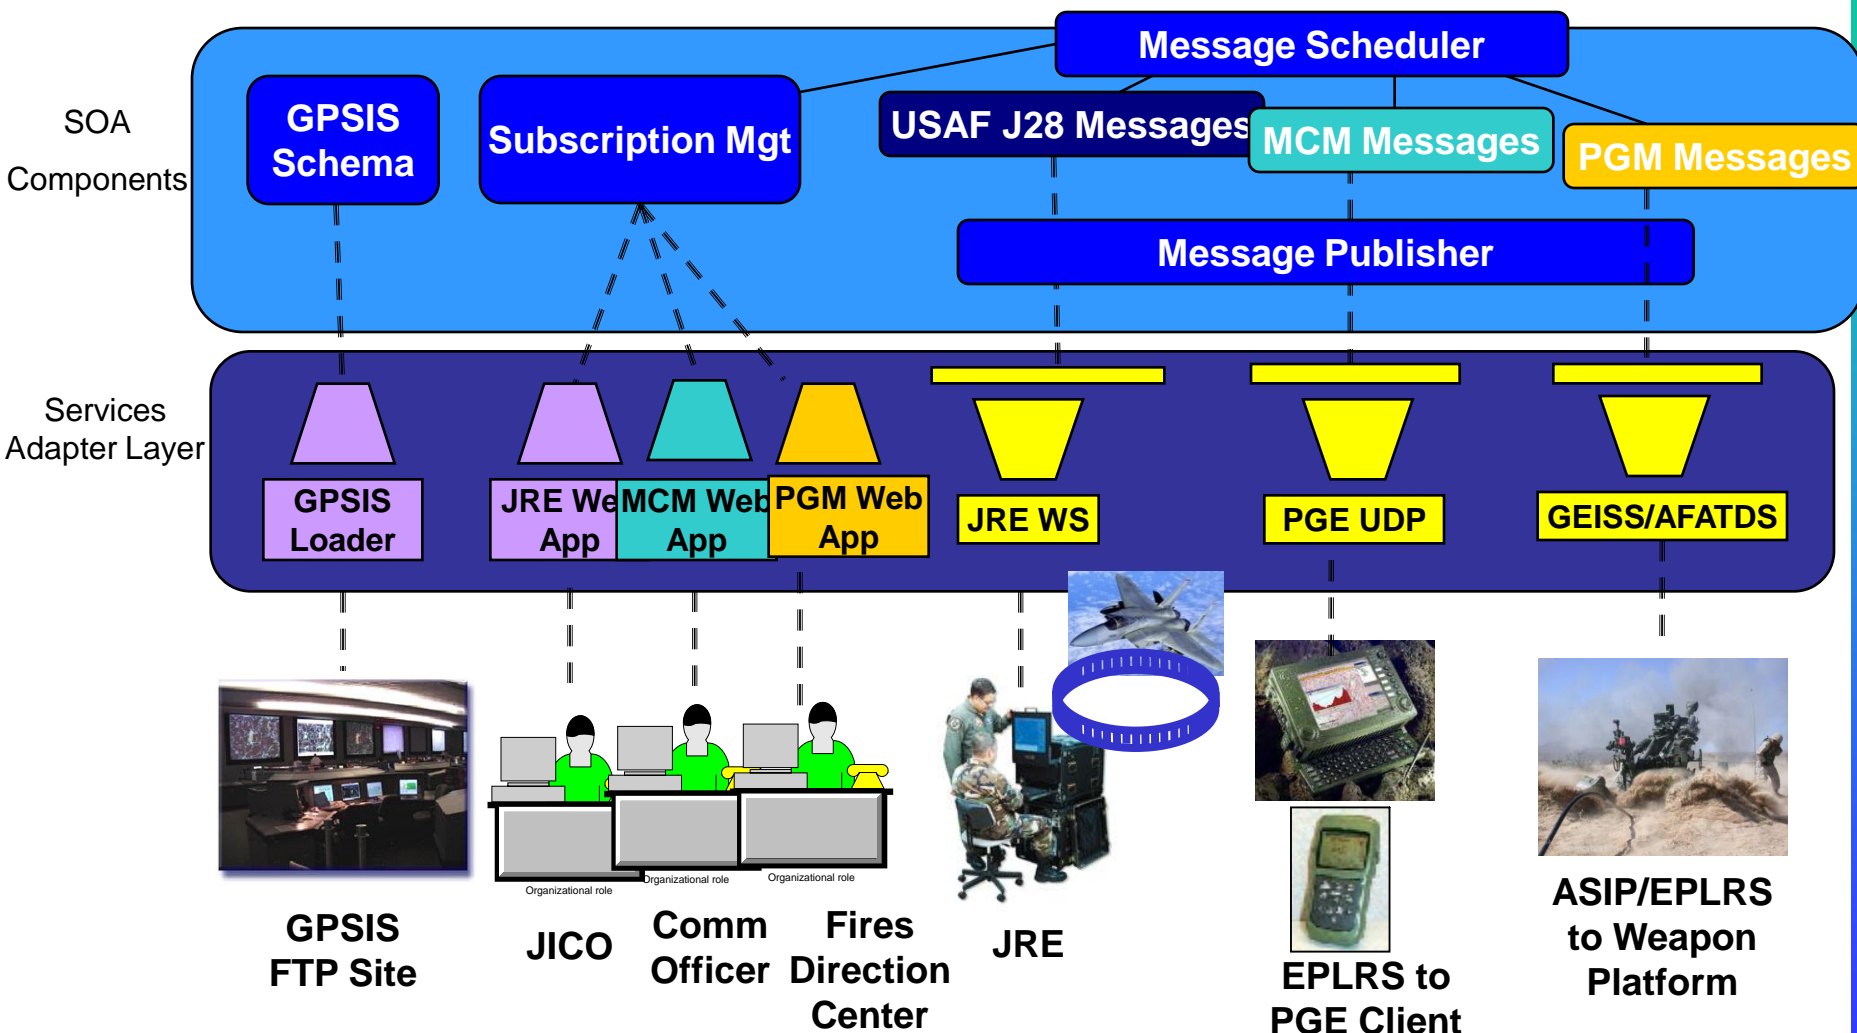 Message Scheduler
SOA
Components
GPSIS
Schema
Subscription Mgt
USAF J28 Messages
MCM Messages
PGM Messages
Message Publisher
Services
Adapter Layer
GPSIS
Loader
JRE We
App
MCM Web
App
PGM Web
App
JRE WS
PGE UDP
GEISS/AFATDS
Organizational role
Organizational role
Organizational role
GPSIS
FTP Site
JICO
Comm
Officer
Fires
Direction
Center
JRE
EPLRS to
PGE Client
ASIP/EPLRS
to Weapon
Platform